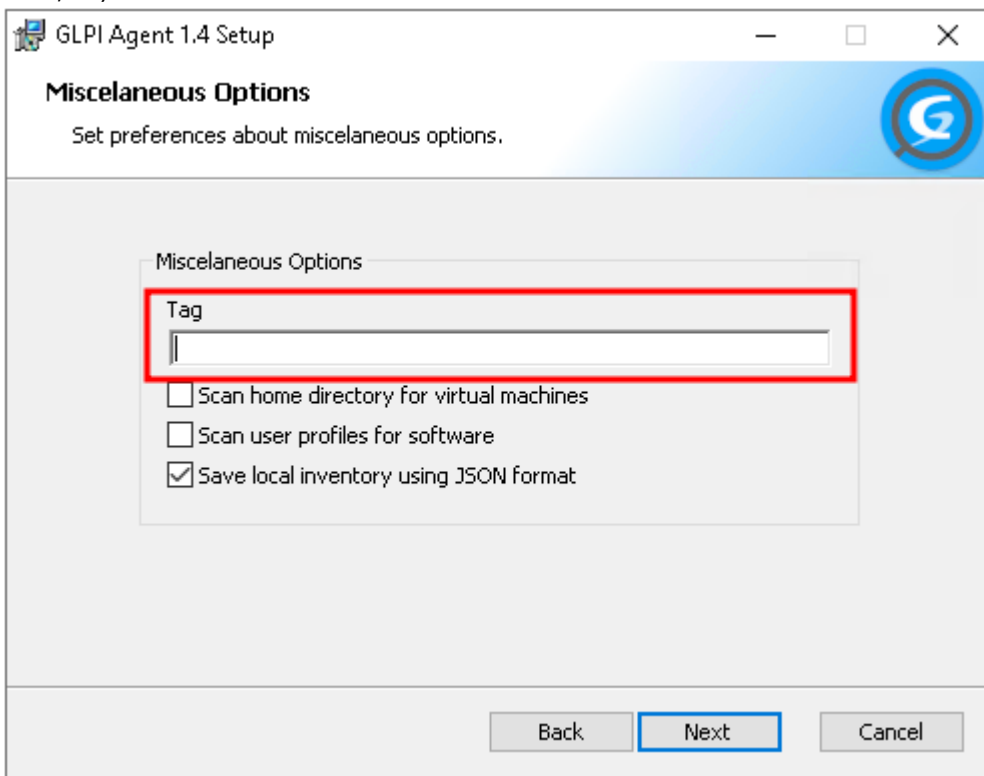 GLPI Agent 1.4 Setup
Miscelaneous Options
Set preferences about miscelaneous options.
Miscelaneous Options
Tag
Scan home directory for virtual machines
Scan user profiles for software
Save local inventory using JSON format
Back Next Cancel